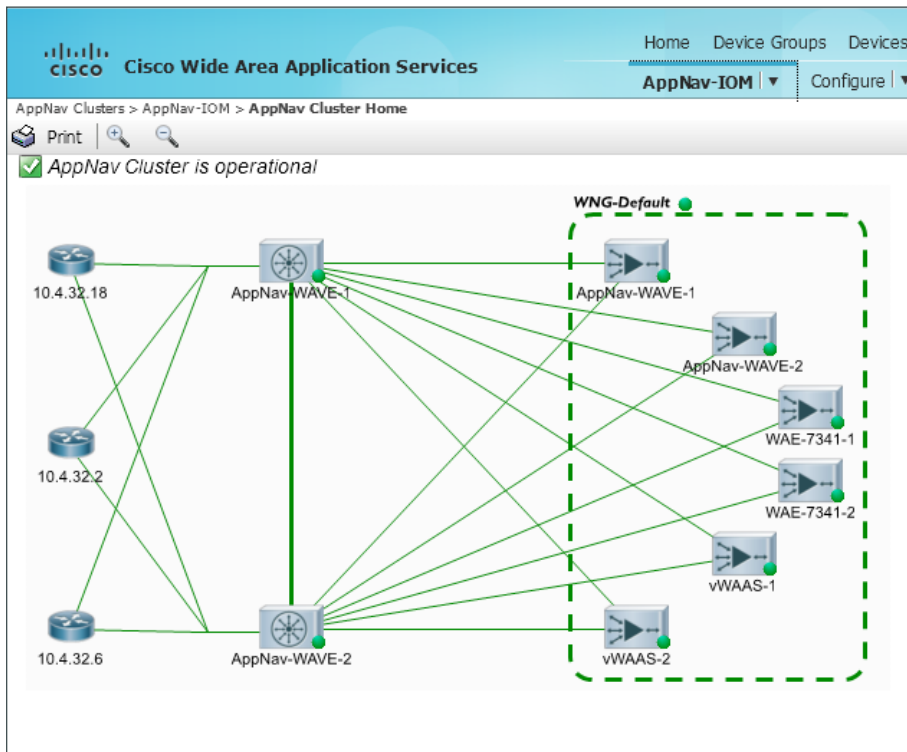 Home Device Groups Devices
CISCO Cisco Wide Area Application Services
AppNav-IOM Configure
AppNav Clusters > AppNav-IOM > AppNav Cluster Home
Print
AppNav Cluster is operational
WNG-Default
10.4.32.18
AppNav-WAVE-1
AppNav-WAVE-1
AppNav-WAVE-2
WAE-7341-1
10.4.32.2
WAE-7341-2
vWAAS-1
10.4.32.6
AppNav-WAVE-2
vWAAS-2